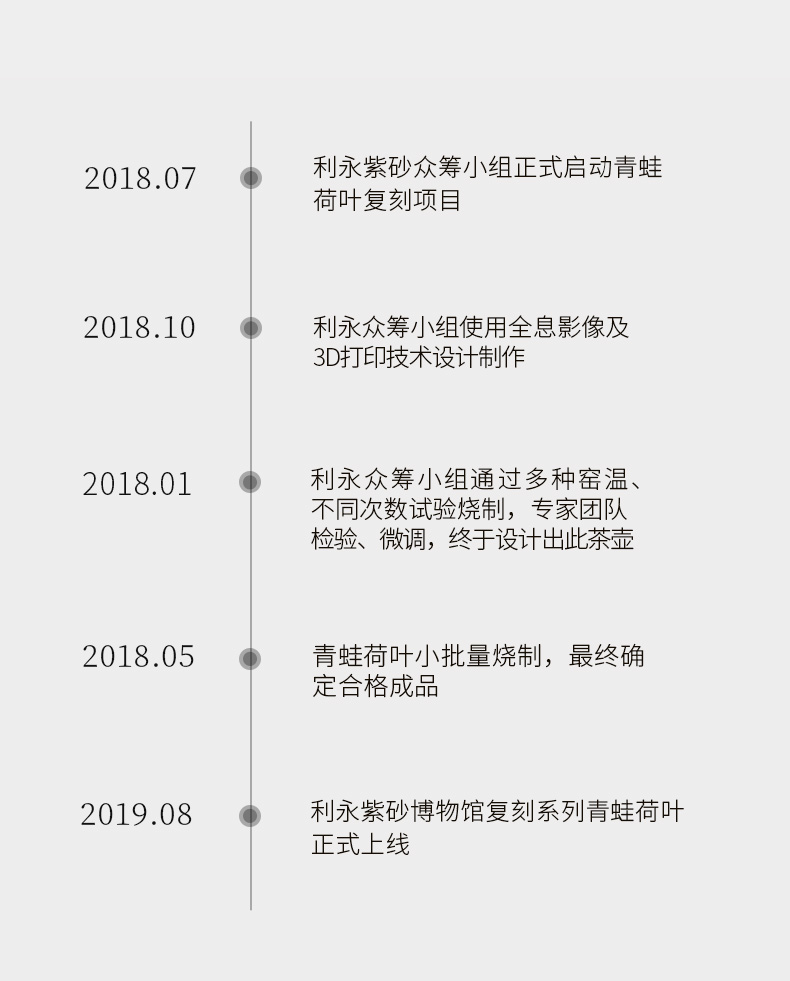 2018.07
利永紫砂众筹小组正式启动青蛙
荷叶复刻项目
2018.10
利永众筹小组使用全息影像及
3D打印技术设计制作
2018.01
利永众筹小组通过多种窑温、
不同次数试验烧制，专家团队
检验、微调，终于设计出此茶壶
2018.05
青蛙荷叶小批量烧制，最终确
定合格成品
2019.08
利永紫砂博物馆复刻系列青蛙荷叶
正式上线